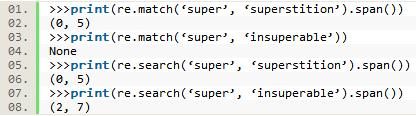 01. >>>print(re.match(‘super’, ‘superstition’).span())
02. (0, 5)
03. >>>print(re.match(‘super’, ‘insuperable’))
04. None
05. >>>print(re.search(‘super’, ‘superstition’).span())
06. (0, 5)
07. >>>print(re.search(‘super’, ‘insuperable’).span())
08. (2, 7)